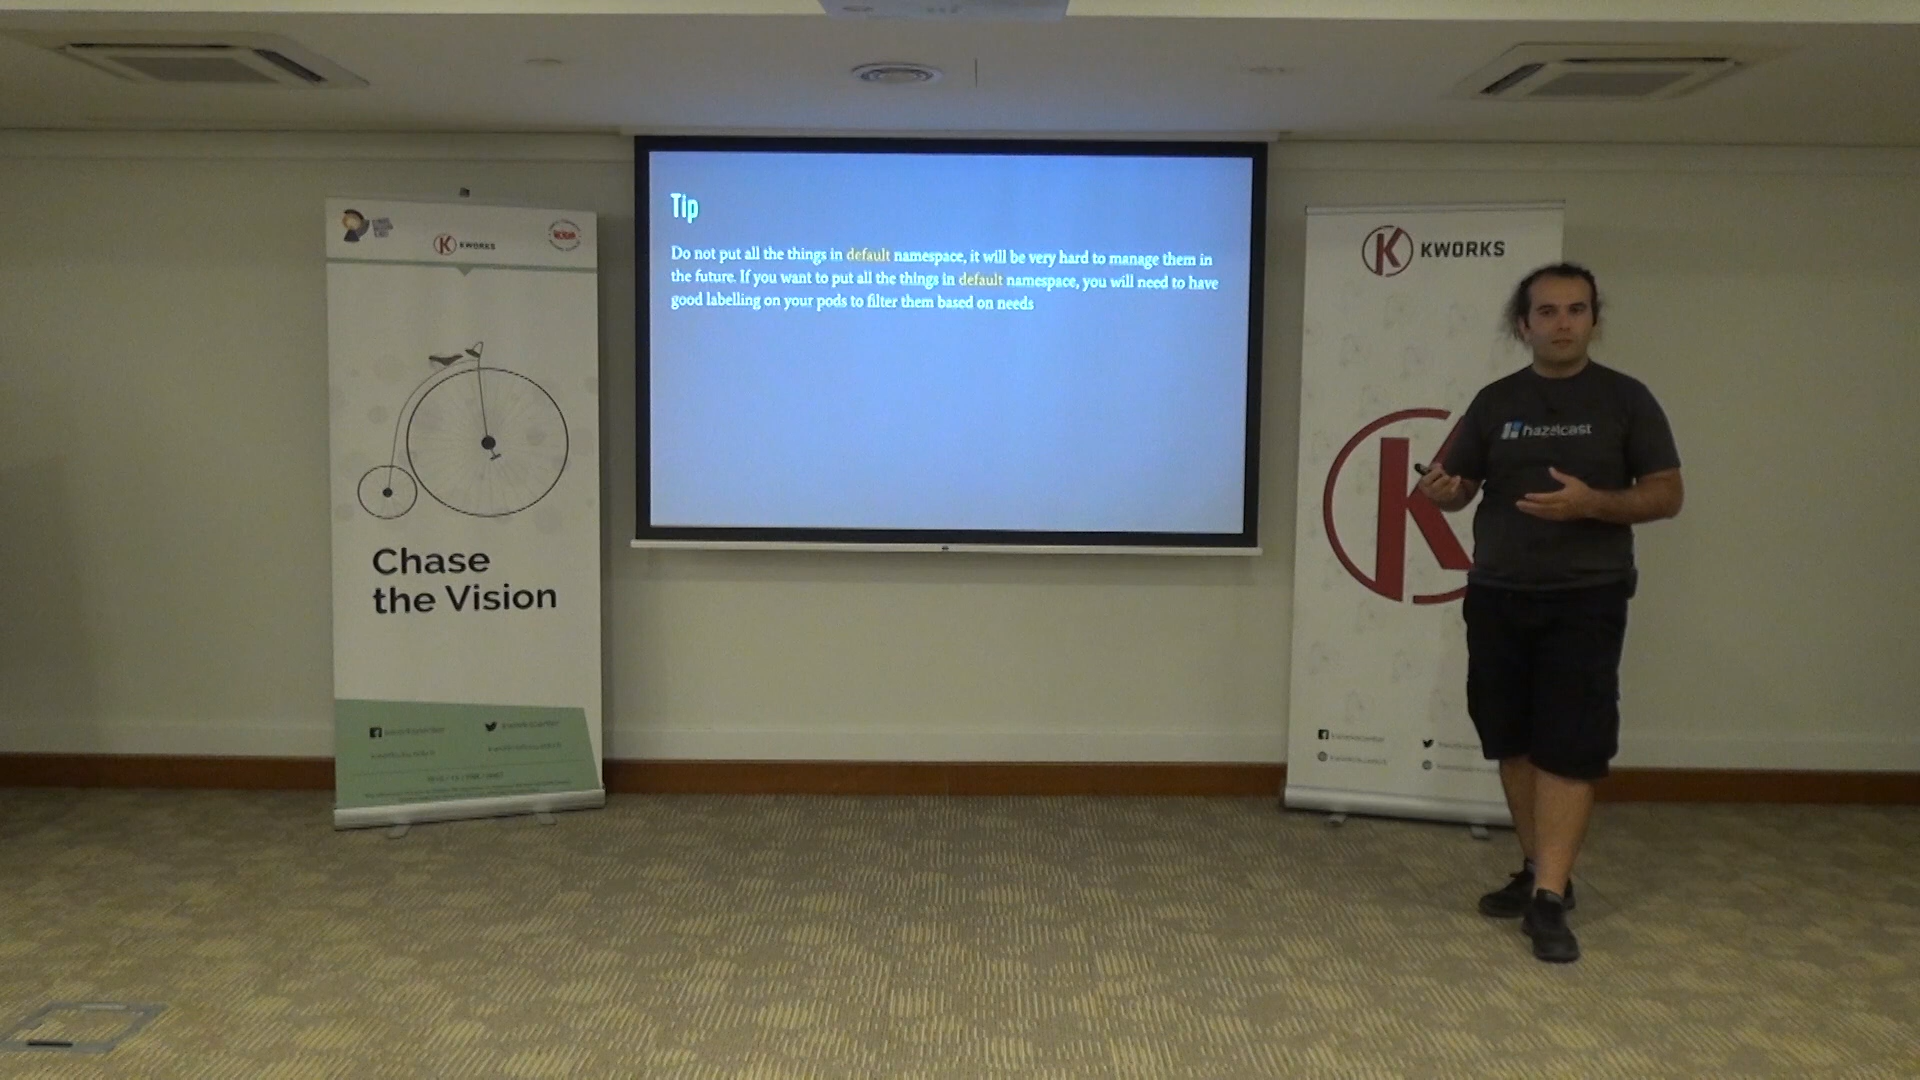 KWORKS
Chase
the Vision
Tip
Do not put all the things in default namespace, it will be very hard to manage them in
the future. If you want to put all the things in default namespace, you will need to have
good labelling on your pods to filter them based on needs
KWORKS
hazelcast